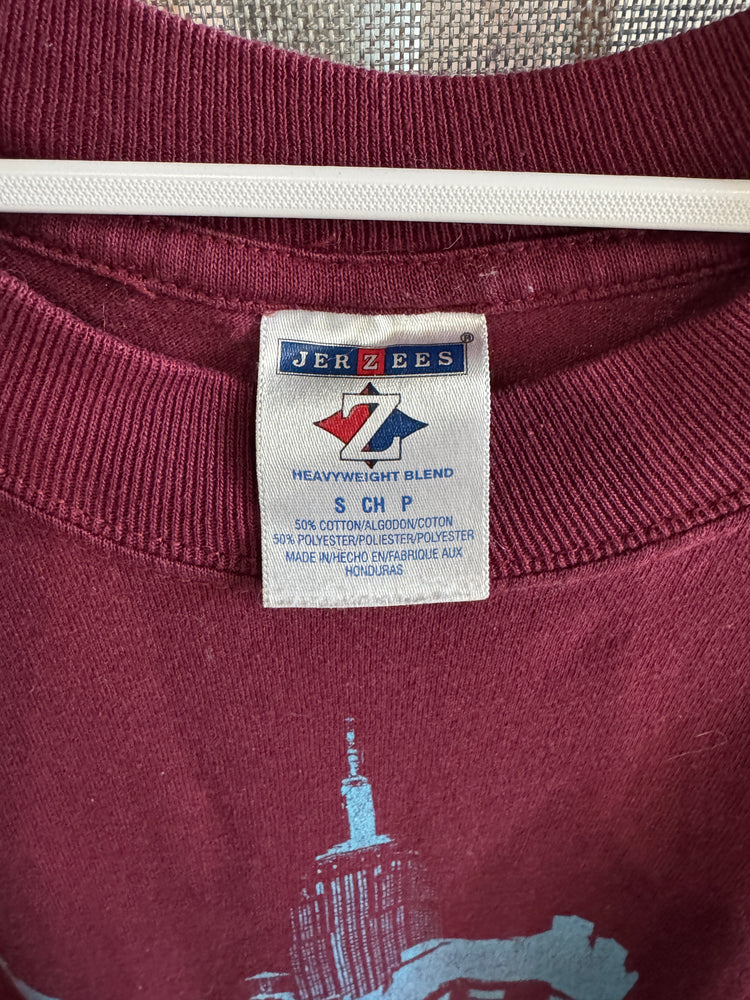 JERZEES®
Z
HEAVYWEIGHT BLEND
S CH P
50% COTTON/ALGODON/COTON
50% POLYESTER/POLIESTER/POLYESTER
MADE IN/HECHO EN/FABRIQUE AUX
HONDURAS